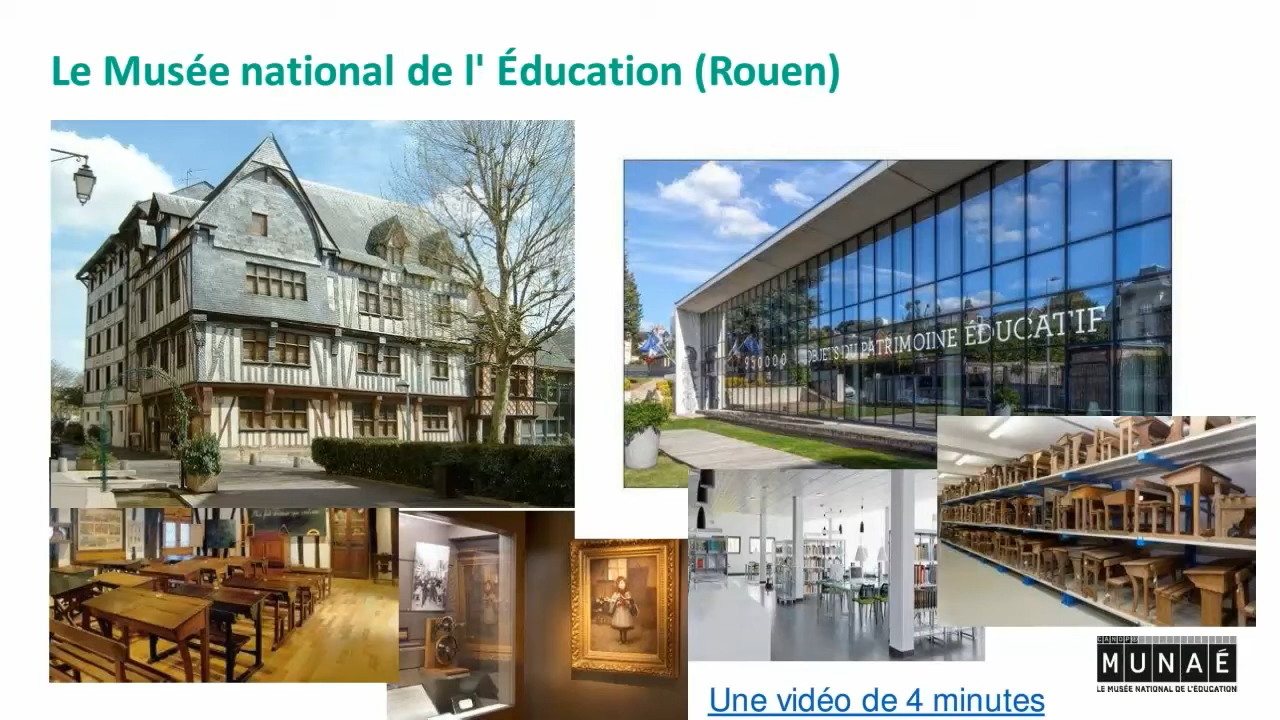 Le Musée national de l' Éducation (Rouen)
950000 OBJETS DU PATRIMOINE ÉDUCATIF
CANOPÉ
MUNAÉ
LE MUSÉE NATIONAL DE L'ÉDUCATION
Une vidéo de 4 minutes